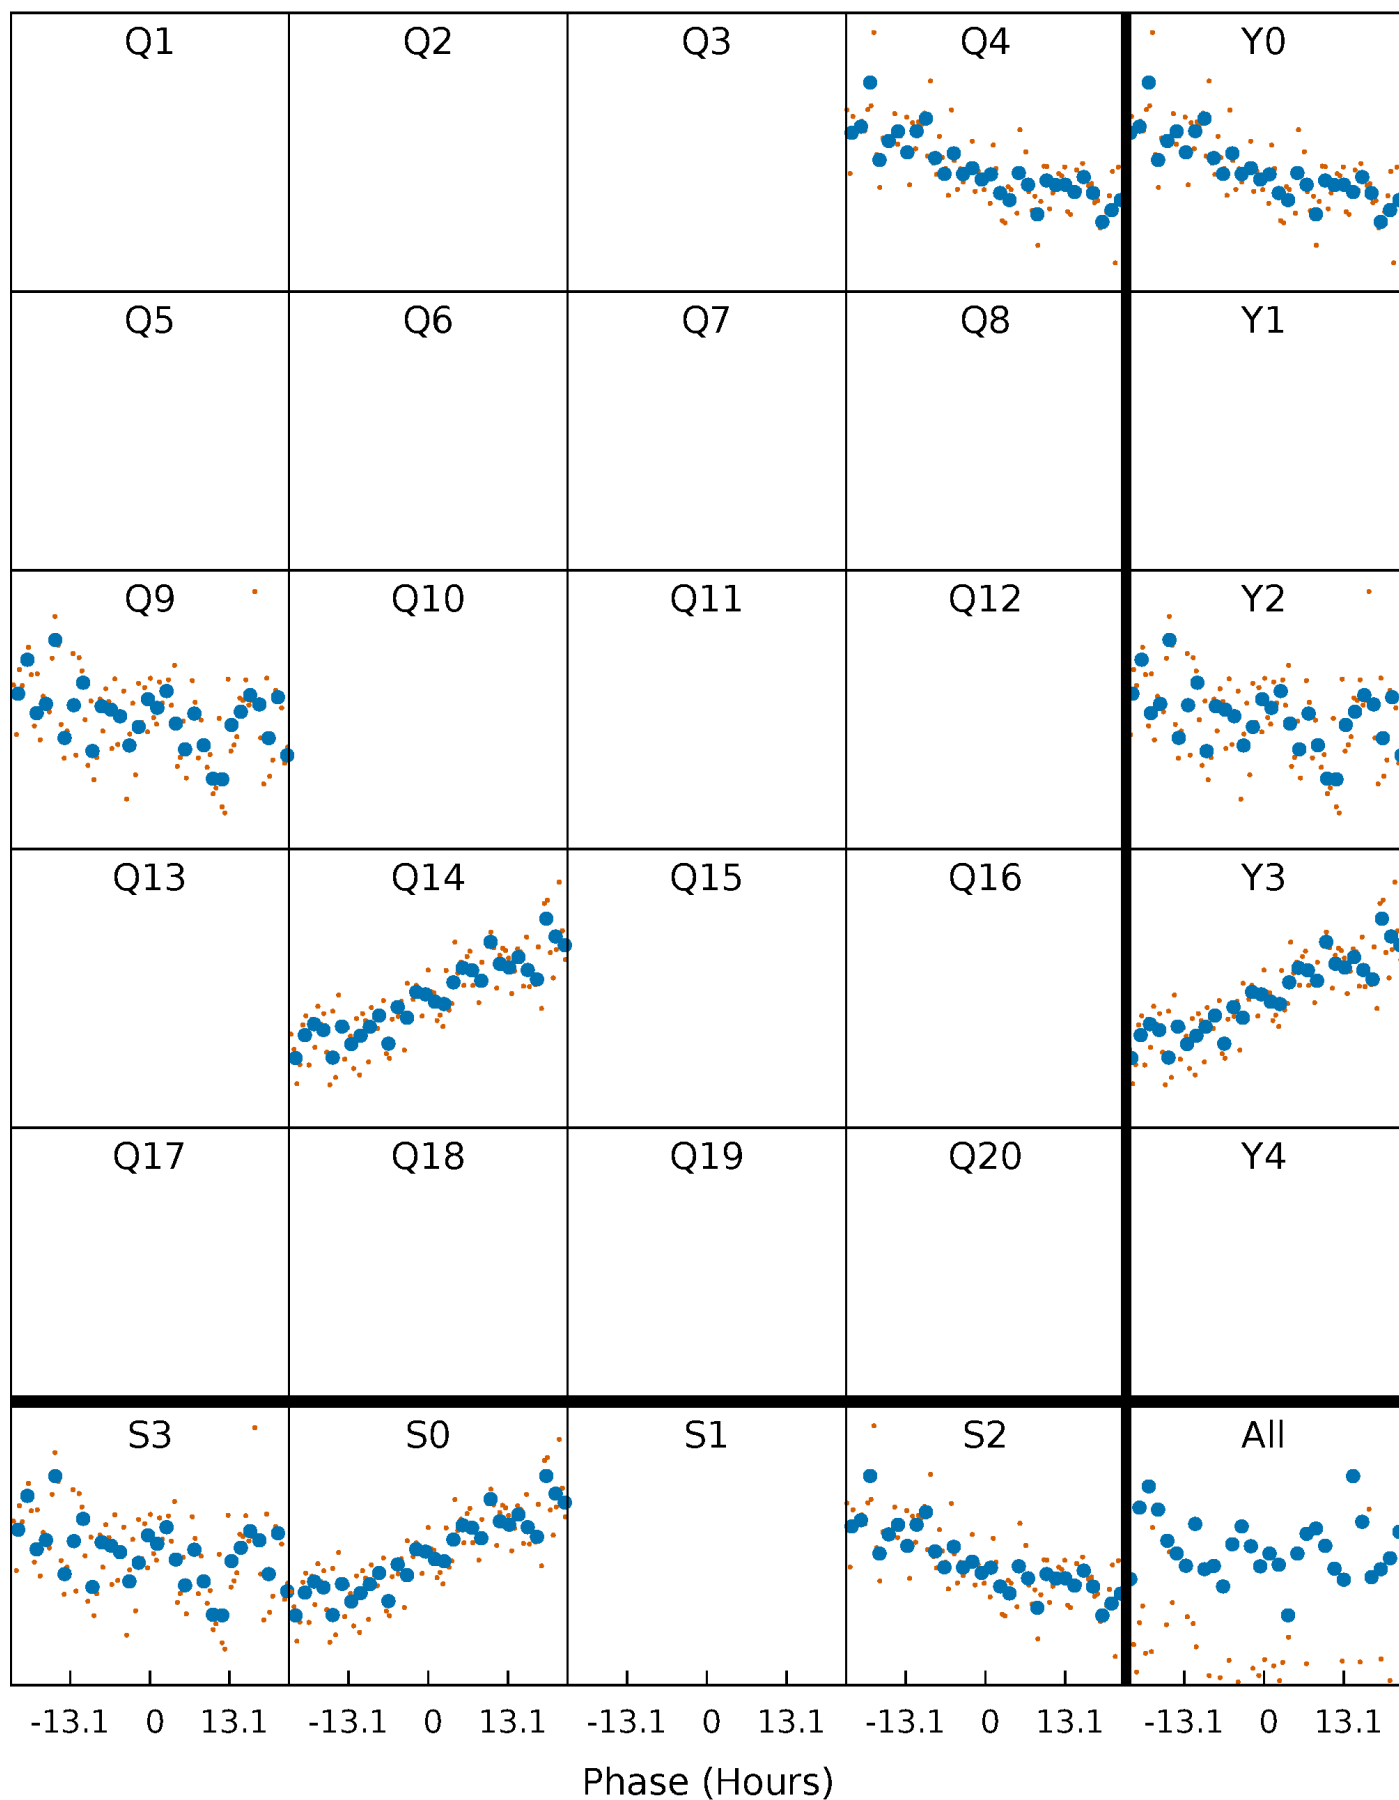 Q1 Q2 Q3 Q4 Y0
Q5 Q6 Q7 Q8 Y1
Q9 Q10 Q11 Q12 Y2
Q13 Q14 Q15 Q16 Y3
Q17 Q18 Q19 Q20 Y4
S3 S0 S1 S2 All
-13.1 0 13.1 -13.1 0 13.1 -13.1 0 13.1 -13.1 0 13.1 -13.1 0 13.1
Phase (Hours)